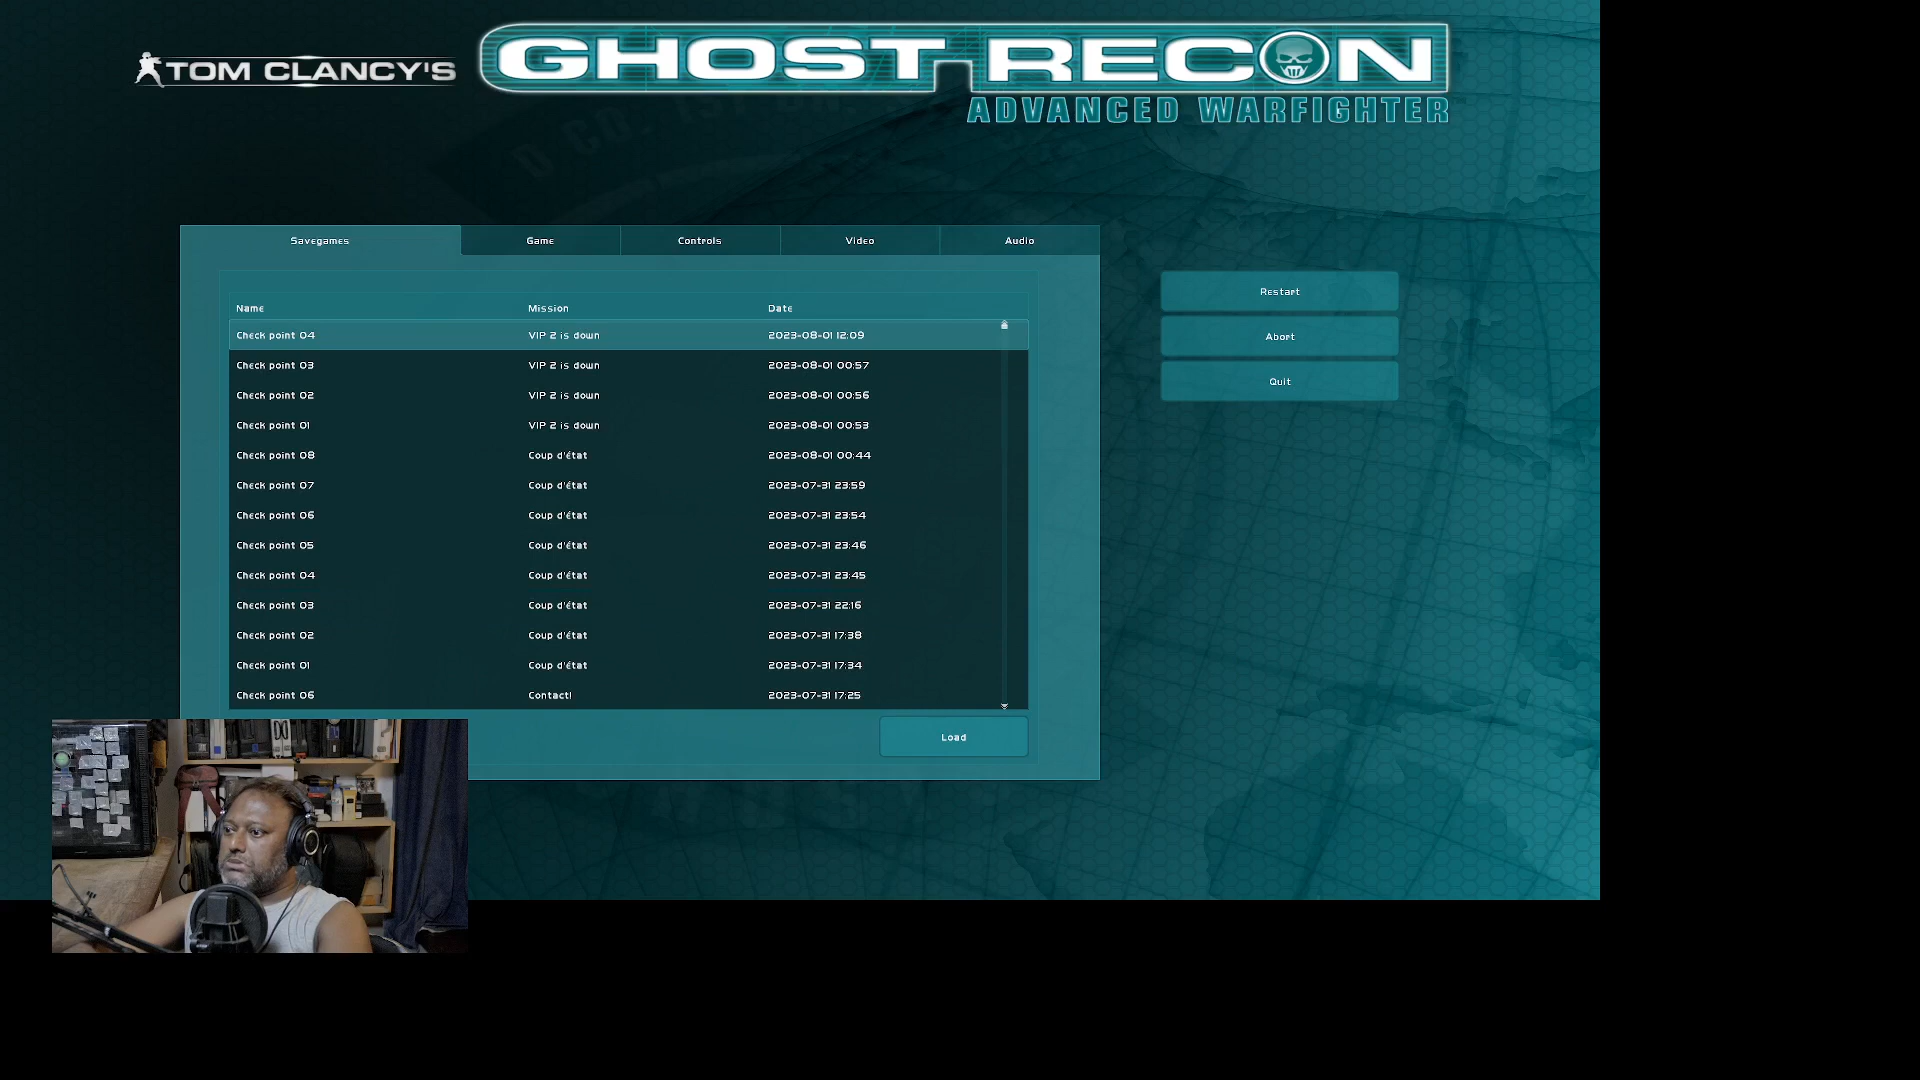 TOM CLANCY'S
GHOST RECON
ADVANCED WARFIGHTER
Savegames Game Controls Video Audio
Name Mission Date
Check point 04 VIP 2 is down 2023-08-01 12:09
Check point 03 VIP 2 is down 2023-08-01 00:57
Check point 02 VIP 2 is down 2023-08-01 00:56
Check point 01 VIP 2 is down 2023-08-01 00:53
Check point 08 Coup d'état 2023-08-01 00:44
Check point 07 Coup d'état 2023-07-31 23:59
Check point 06 Coup d'état 2023-07-31 23:54
Check point 05 Coup d'état 2023-07-31 23:46
Check point 04 Coup d'état 2023-07-31 23:45
Check point 03 Coup d'état 2023-07-31 22:16
Check point 02 Coup d'état 2023-07-31 17:38
Check point 01 Coup d'état 2023-07-31 17:34
Check point 06 Contact! 2023-07-31 17:25
Load
Restart
Abort
Quit